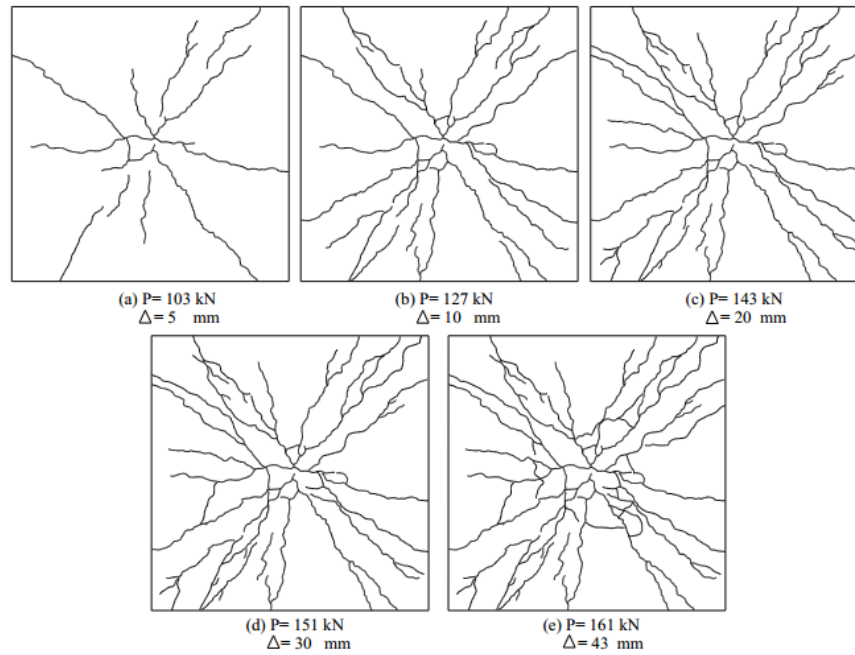 (a) P= 103 kN
Δ= 5 mm
(b) P= 127 kN
Δ= 10 mm
(c) P= 143 kN
Δ= 20 mm
(d) P= 151 kN
Δ= 30 mm
(e) P= 161 kN
Δ= 43 mm